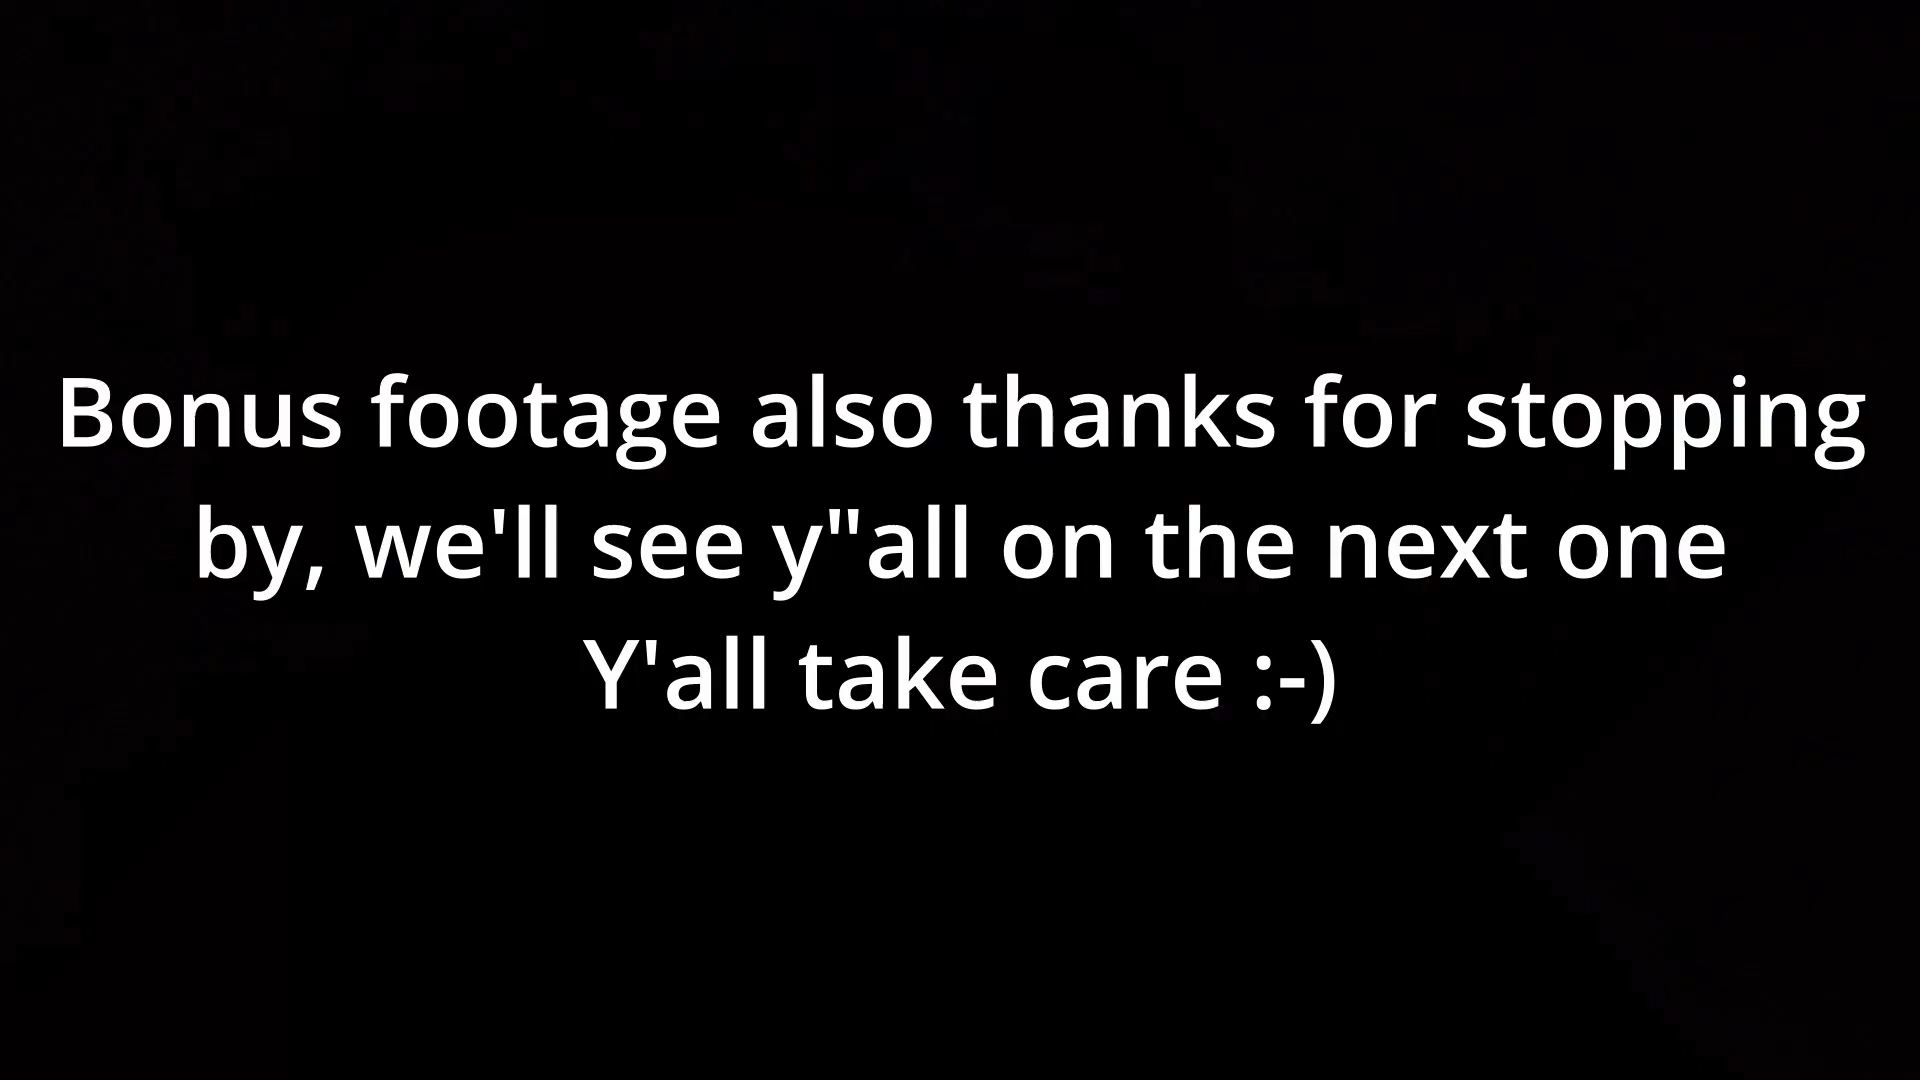 Bonus footage also thanks for stopping
by, we'll see y"all on the next one
Y'all take care :-)